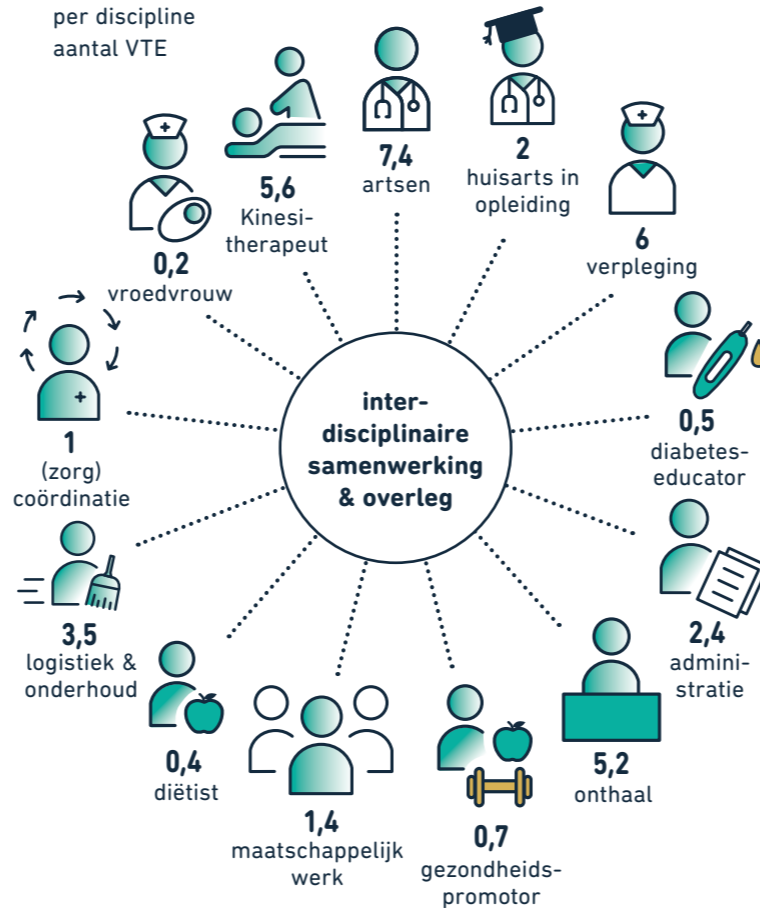 per discipline
aantal VTE
7,4
artsen
2
huisarts in
opleiding
6
verpleging
0,5
diabetes-
educator
2,4
admini-
stratie
5,2
onthaal
0,7
gezondheids-
promotor
1,4
maatschappelijk
werk
0,4
diëtist
3,5
logistiek &
onderhoud
1
(zorg)
coördinatie
0,2
vroedvrouw
5,6
Kinesi-
therapeut
inter-
disciplinaire
samenwerking
& overleg